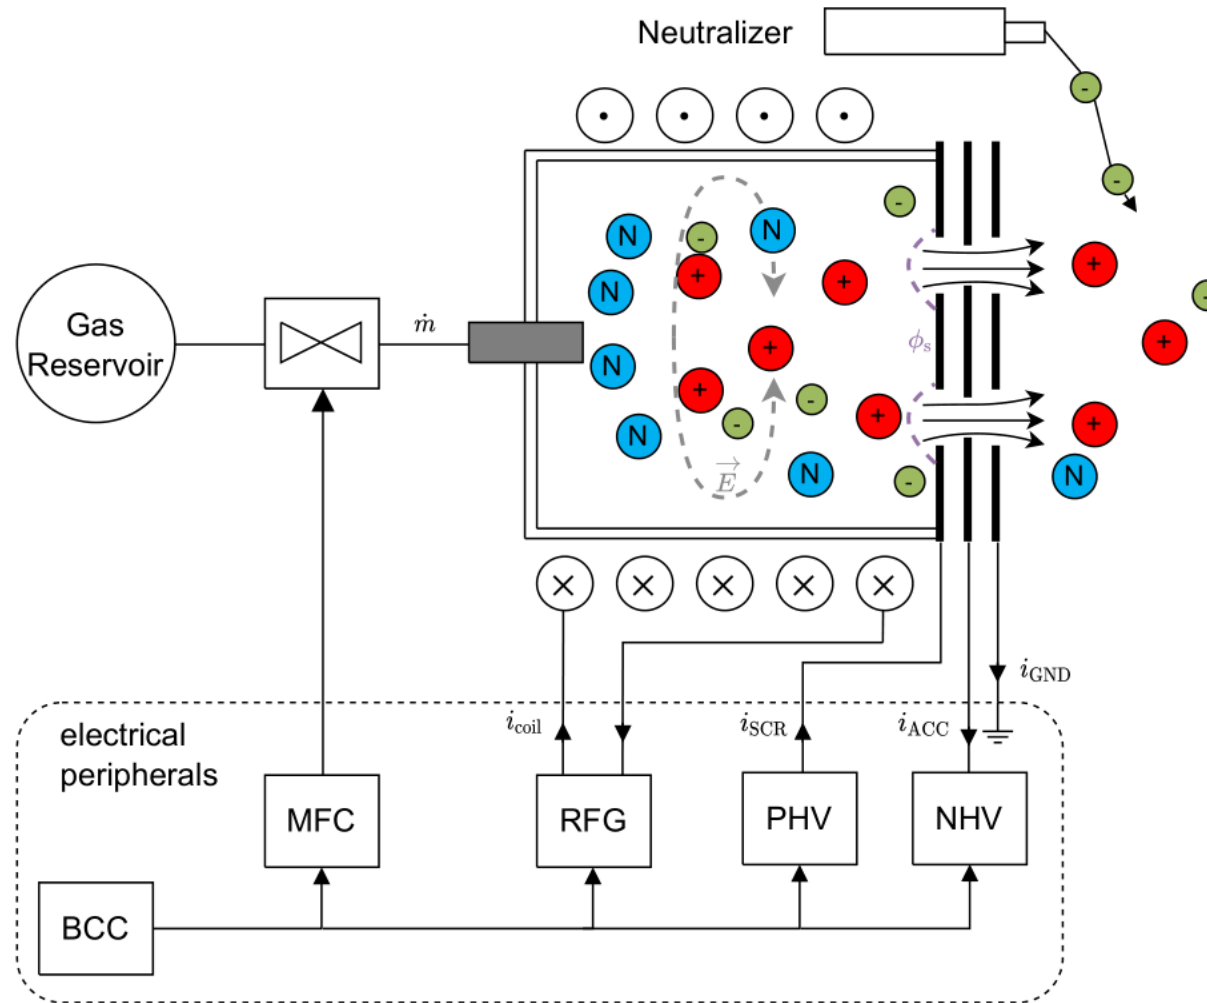 Neutralizer
Gas
Reservoir
ṁ
N
N
N
N
N
N
N
-
-
-
-
-
-
-
-
-
+
+
+
+
+
+
+
+
E
ϕs
iGND
icoil
iSCR
iACC
electrical
peripherals
MFC
RFG
PHV
NHV
BCC